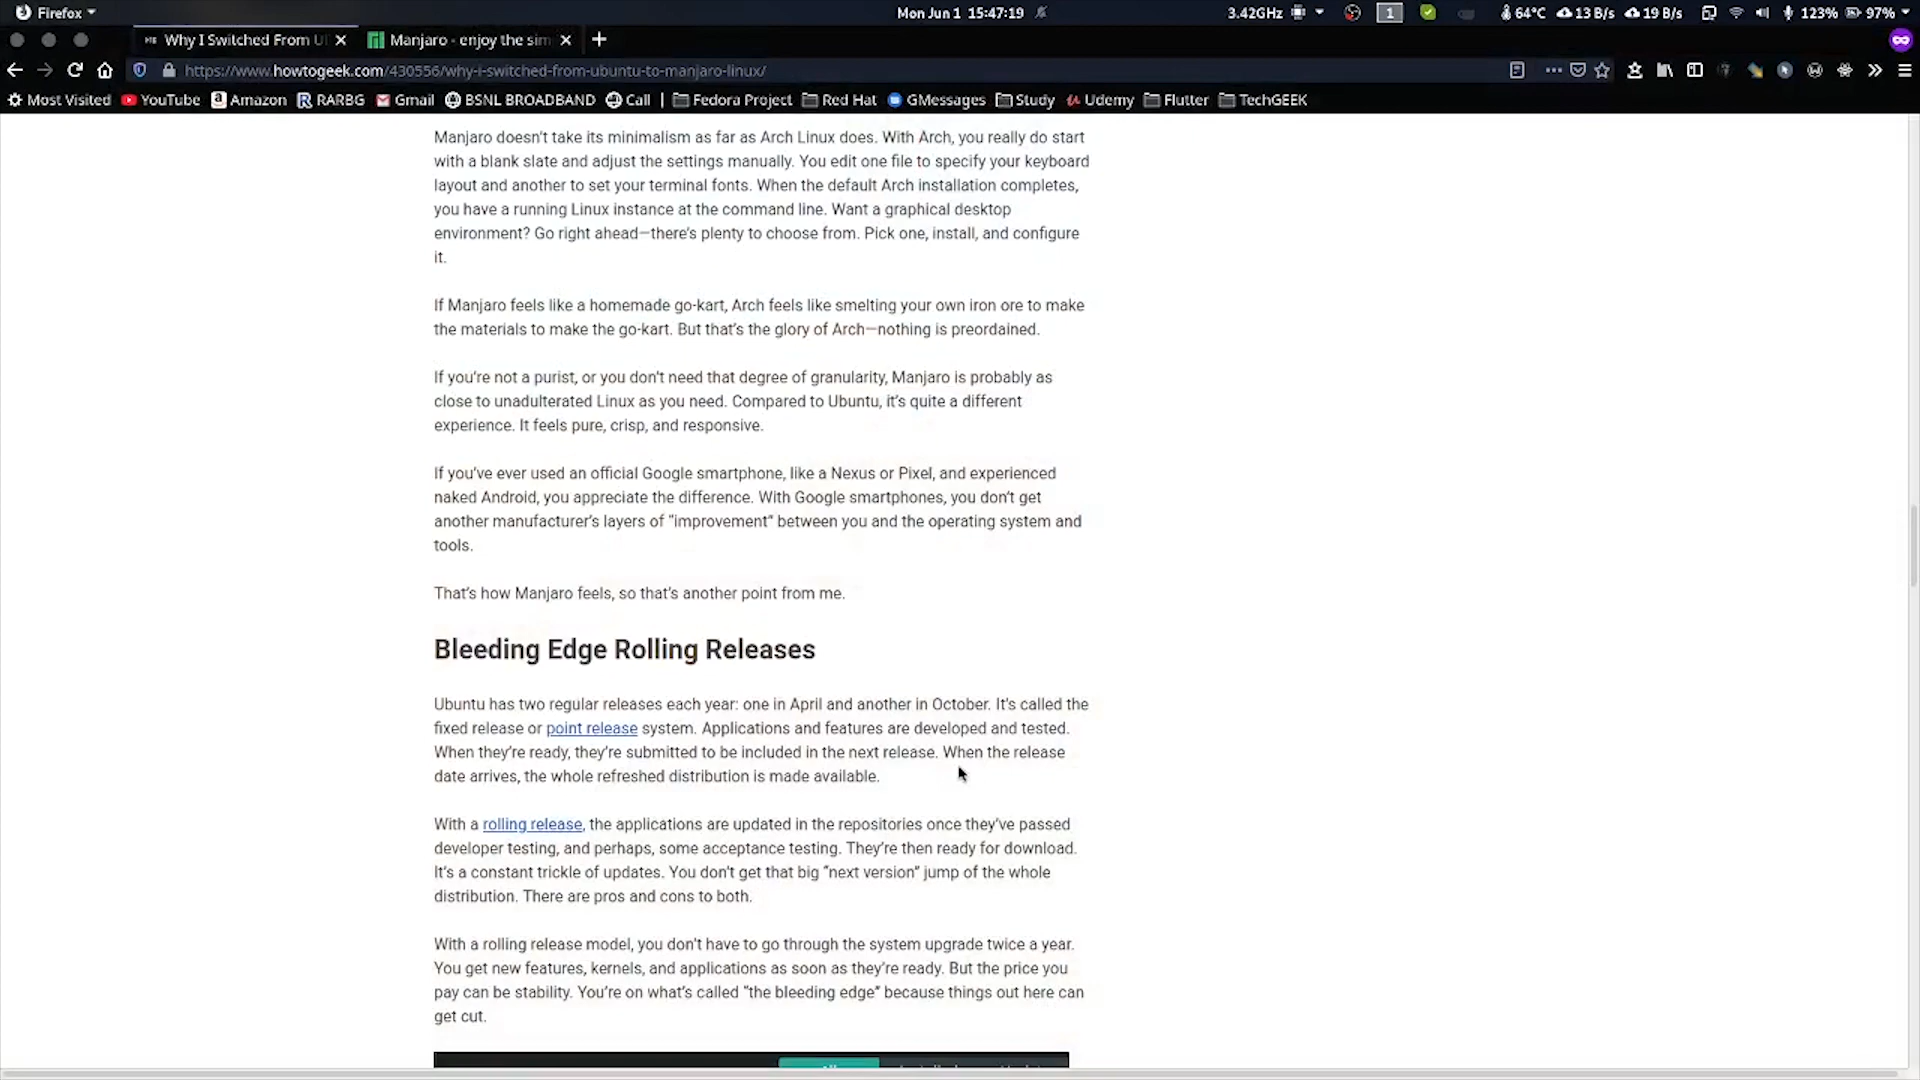 Firefox
Mon Jun 1 15:47:19
3.42GHz
1
64°C
13 B/s
19 B/s
123%
97%
Why I Switched From U
Manjaro - enjoy the sim
https://www.howtogeek.com/430556/why-i-switched-from-ubuntu-to-manjaro-linux/
Most Visited
YouTube
Amazon
RARBG
Gmail
BSNL BROADBAND
Call
Fedora Project
Red Hat
GMessages
Study
Udemy
Flutter
TechGEEK
Manjaro doesn’t take its minimalism as far as Arch Linux does. With Arch, you really do start
with a blank slate and adjust the settings manually. You edit one file to specify your keyboard
layout and another to set your terminal fonts. When the default Arch installation completes,
you have a running Linux instance at the command line. Want a graphical desktop
environment? Go right ahead—there’s plenty to choose from. Pick one, install, and configure
it.
If Manjaro feels like a homemade go-kart, Arch feels like smelting your own iron ore to make
the materials to make the go-kart. But that’s the glory of Arch—nothing is preordained.
If you’re not a purist, or you don’t need that degree of granularity, Manjaro is probably as
close to unadulterated Linux as you need. Compared to Ubuntu, it’s quite a different
experience. It feels pure, crisp, and responsive.
If you’ve ever used an official Google smartphone, like a Nexus or Pixel, and experienced
naked Android, you appreciate the difference. With Google smartphones, you don’t get
another manufacturer’s layers of “improvement” between you and the operating system and
tools.
That’s how Manjaro feels, so that’s another point from me.
Bleeding Edge Rolling Releases
Ubuntu has two regular releases each year: one in April and another in October. It’s called the
fixed release or point release system. Applications and features are developed and tested.
When they’re ready, they’re submitted to be included in the next release. When the release
date arrives, the whole refreshed distribution is made available.
With a rolling release, the applications are updated in the repositories once they’ve passed
developer testing, and perhaps, some acceptance testing. They’re then ready for download.
It’s a constant trickle of updates. You don’t get that big “next version” jump of the whole
distribution. There are pros and cons to both.
With a rolling release model, you don’t have to go through the system upgrade twice a year.
You get new features, kernels, and applications as soon as they’re ready. But the price you
pay can be stability. You’re on what’s called “the bleeding edge” because things out here can
get cut.